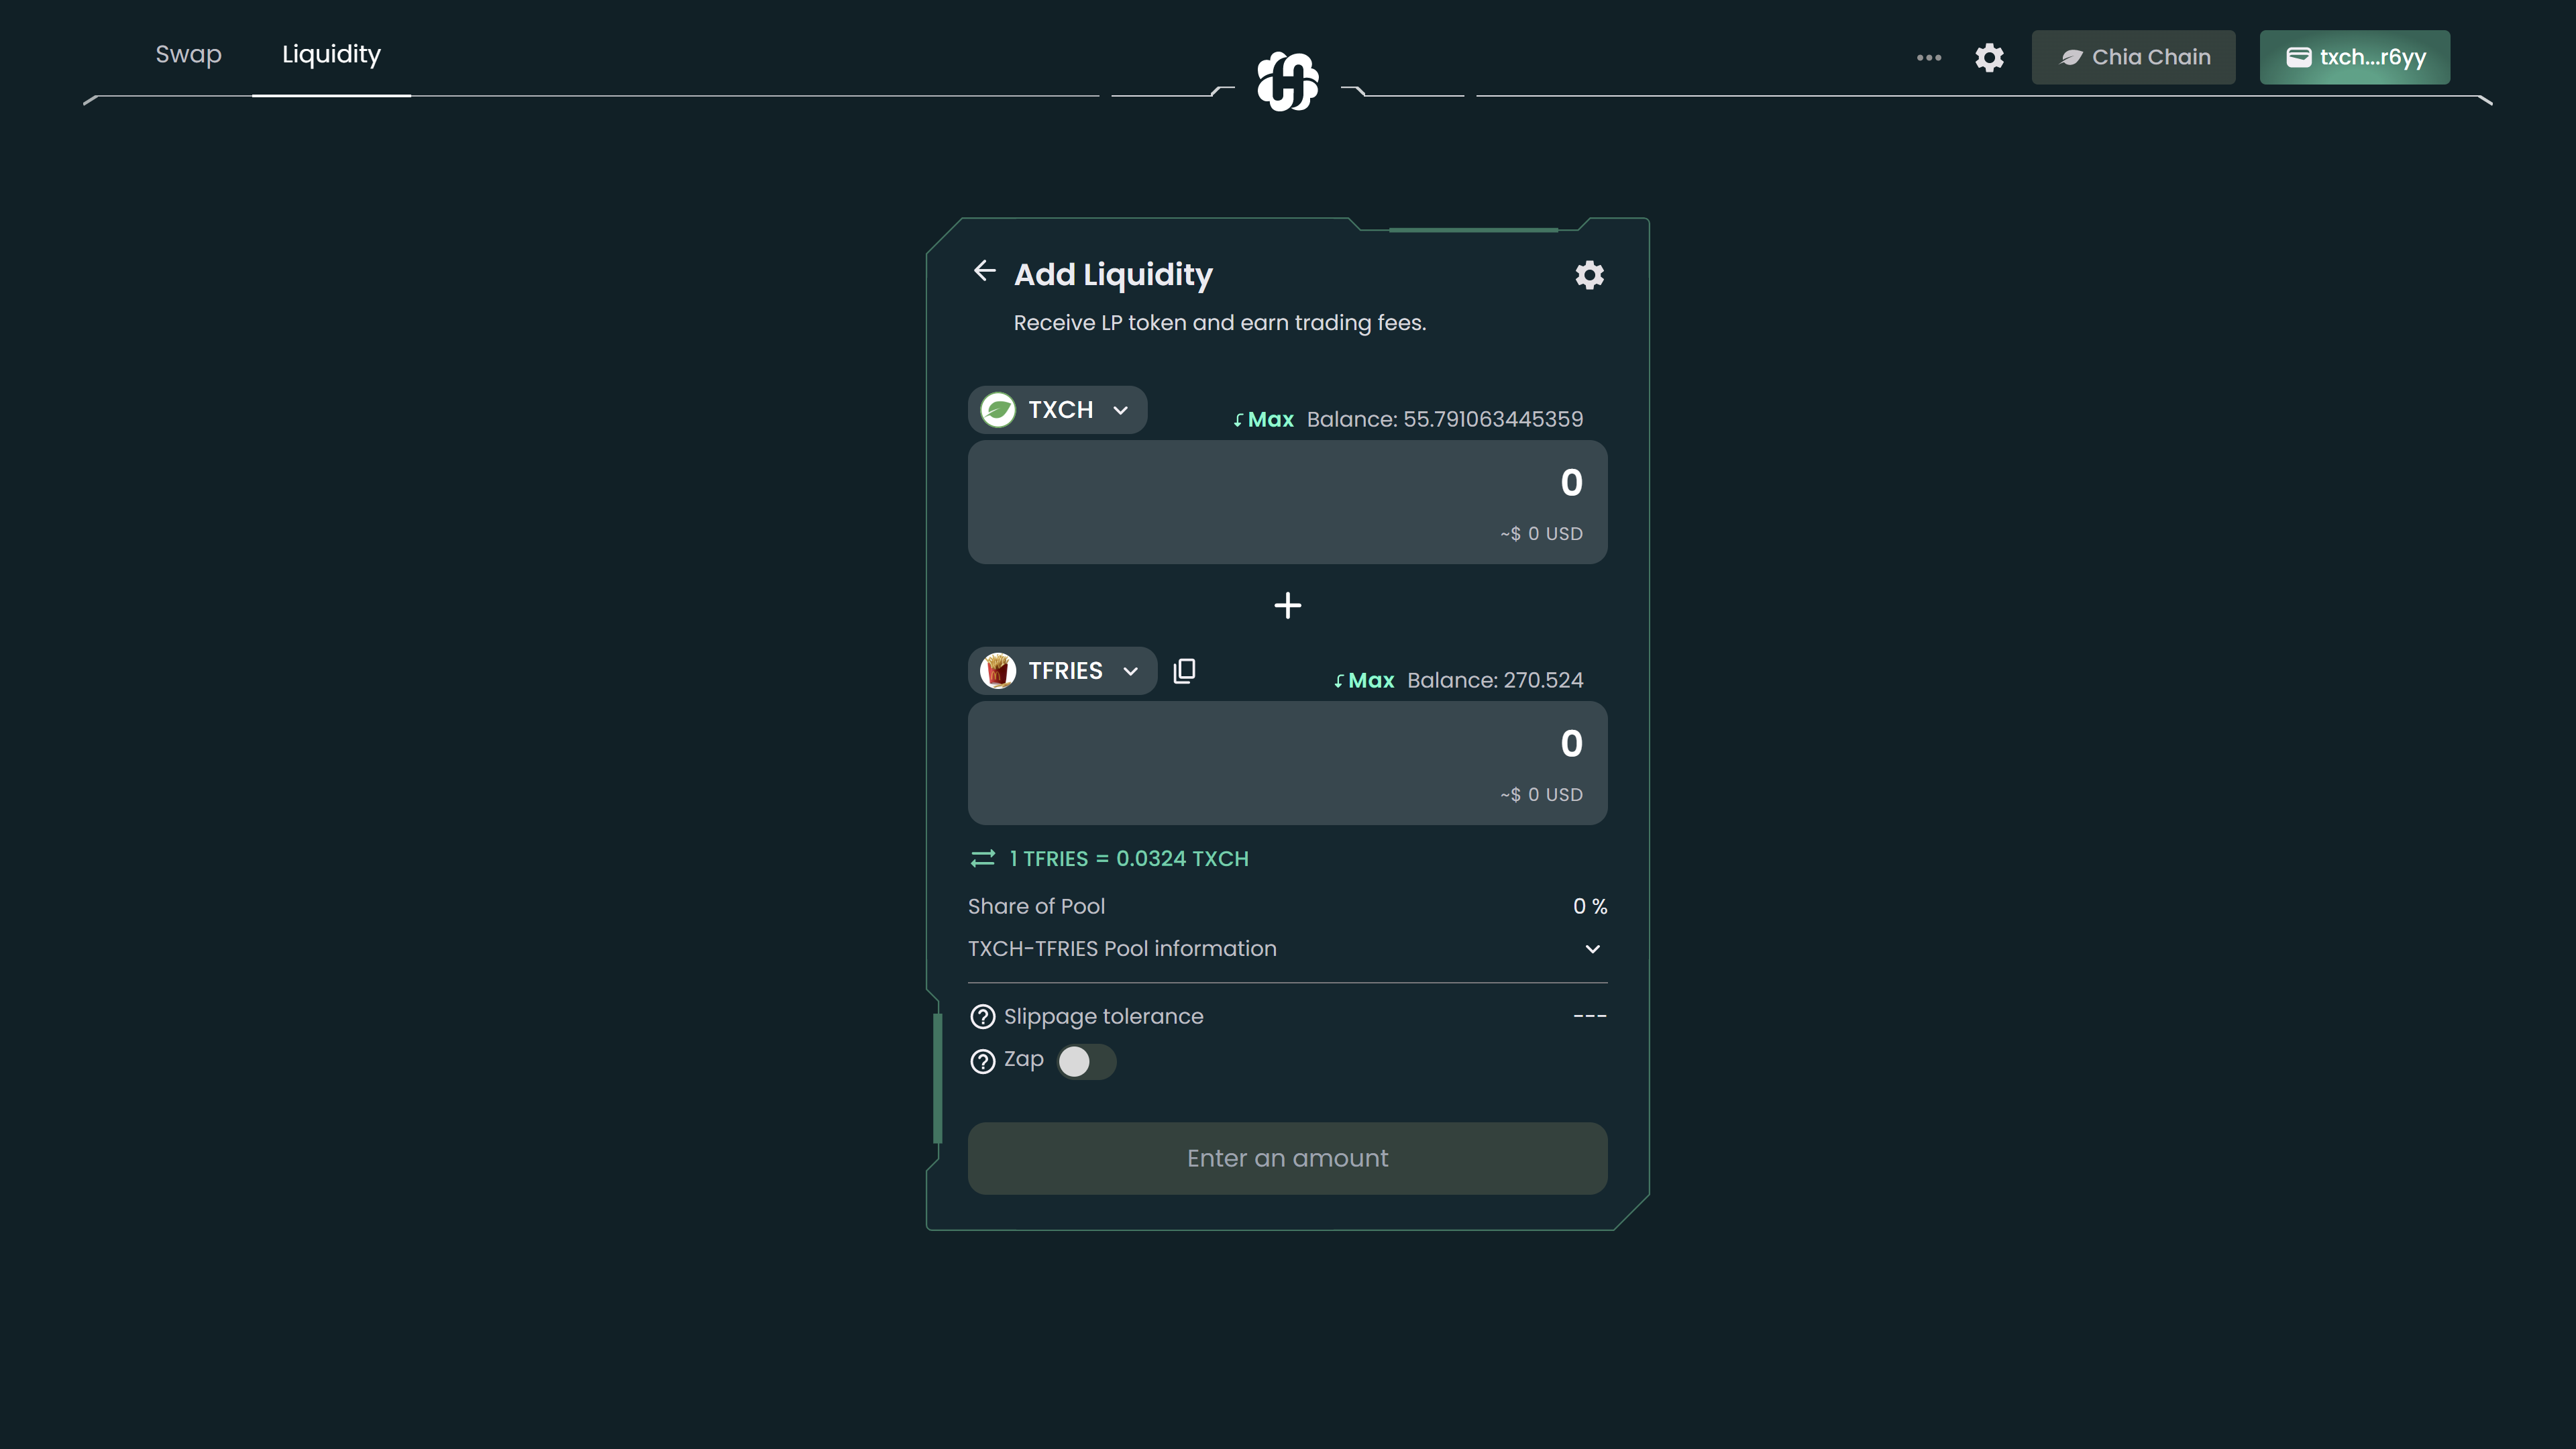 Swap
Liquidity
Chia Chain
txch...r6yy
Add Liquidity
Receive LP token and earn trading fees.
TXCH
Max Balance: 55.791063445359
0
~$ 0 USD
TFRIES
Max Balance: 270.524
0
~$ 0 USD
1 TFRIES = 0.0324 TXCH
Share of Pool 0 %
TXCH-TFRIES Pool information
Slippage tolerance ---
Zap
Enter an amount